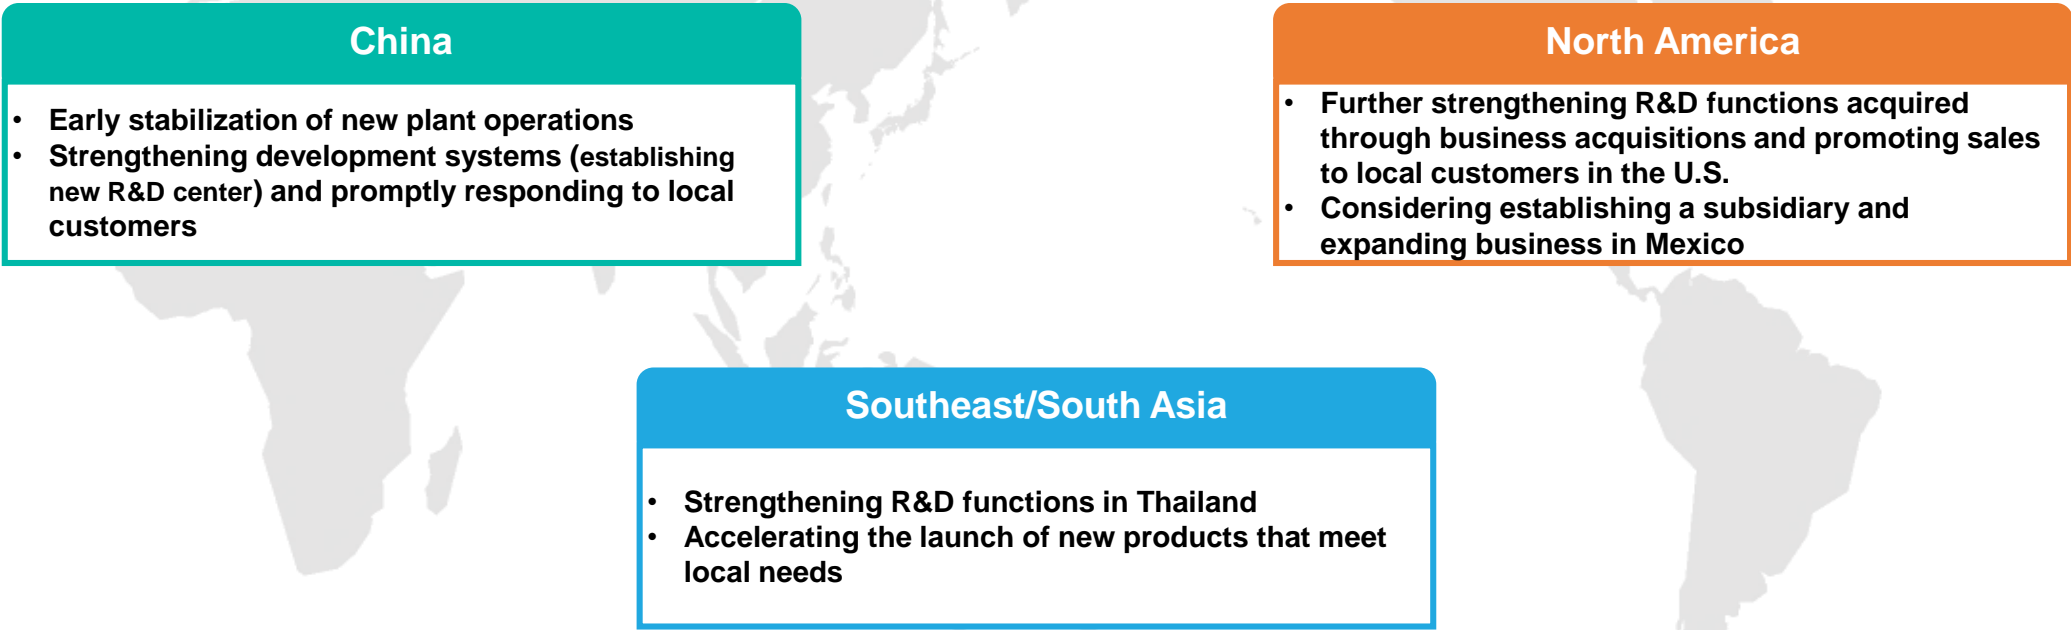 China
• Early stabilization of new plant operations
• Strengthening development systems (establishing
new R&D center) and promptly responding to local
customers
North America
• Further strengthening R&D functions acquired
through business acquisitions and promoting sales
to local customers in the U.S.
• Considering establishing a subsidiary and
expanding business in Mexico
Southeast/South Asia
• Strengthening R&D functions in Thailand
• Accelerating the launch of new products that meet
local needs